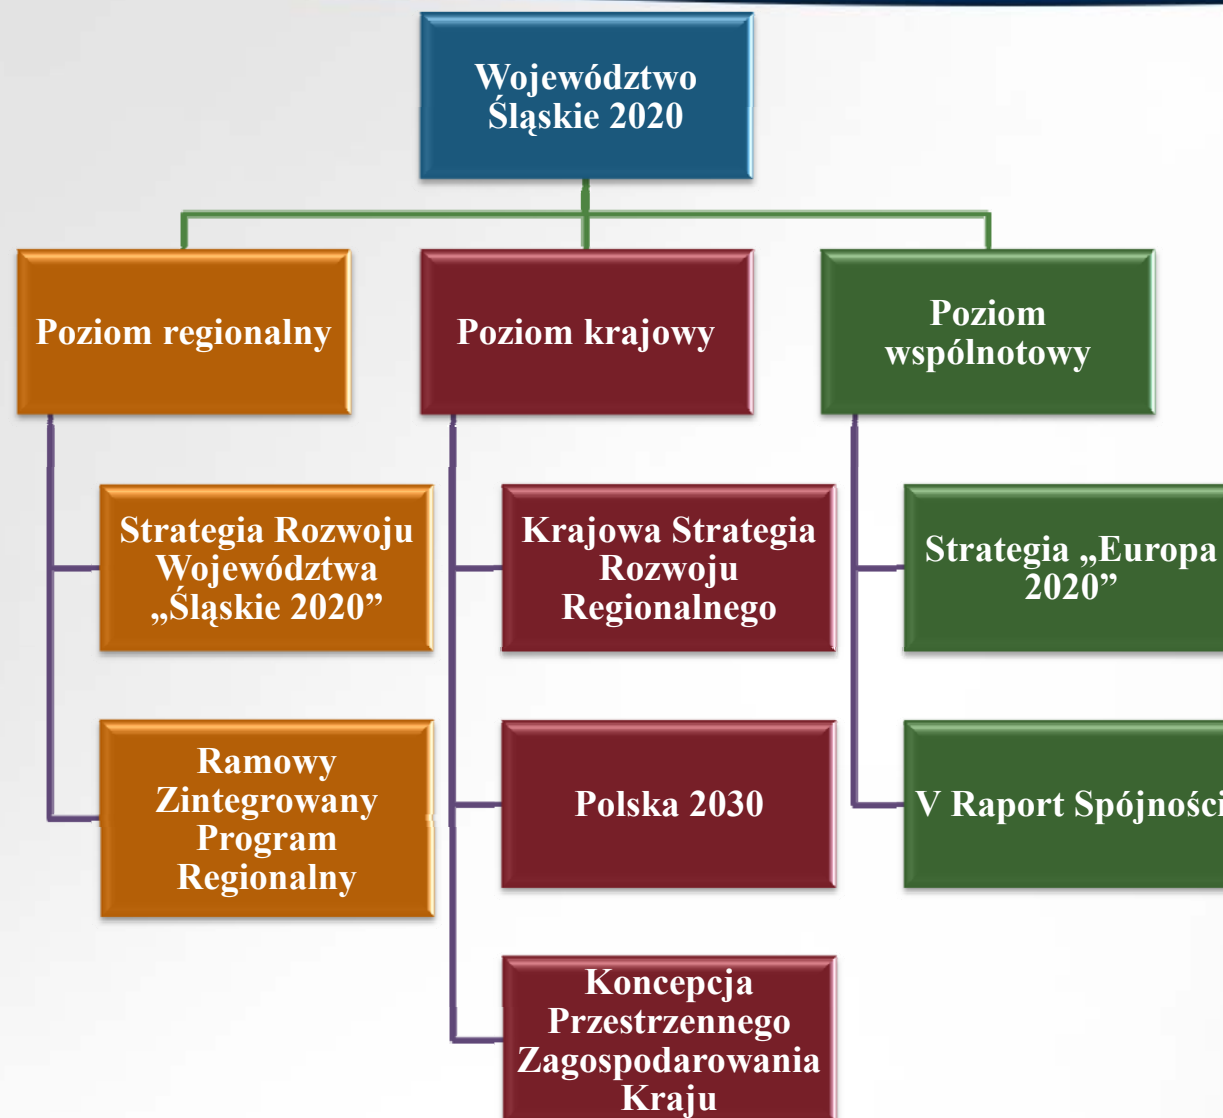 Województwo
Śląskie 2020
Poziom regionalny
Poziom krajowy
Poziom
wspólnotowy
Strategia Rozwoju
Województwa
„Śląskie 2020”
Krajowa Strategia
Rozwoju
Regionalnego
Strategia „Europa
2020”
Ramowy
Zintegrowany
Program
Regionalny
Polska 2030
V Raport Spójności
Koncepcja
Przestrzennego
Zagospodarowania
Kraju